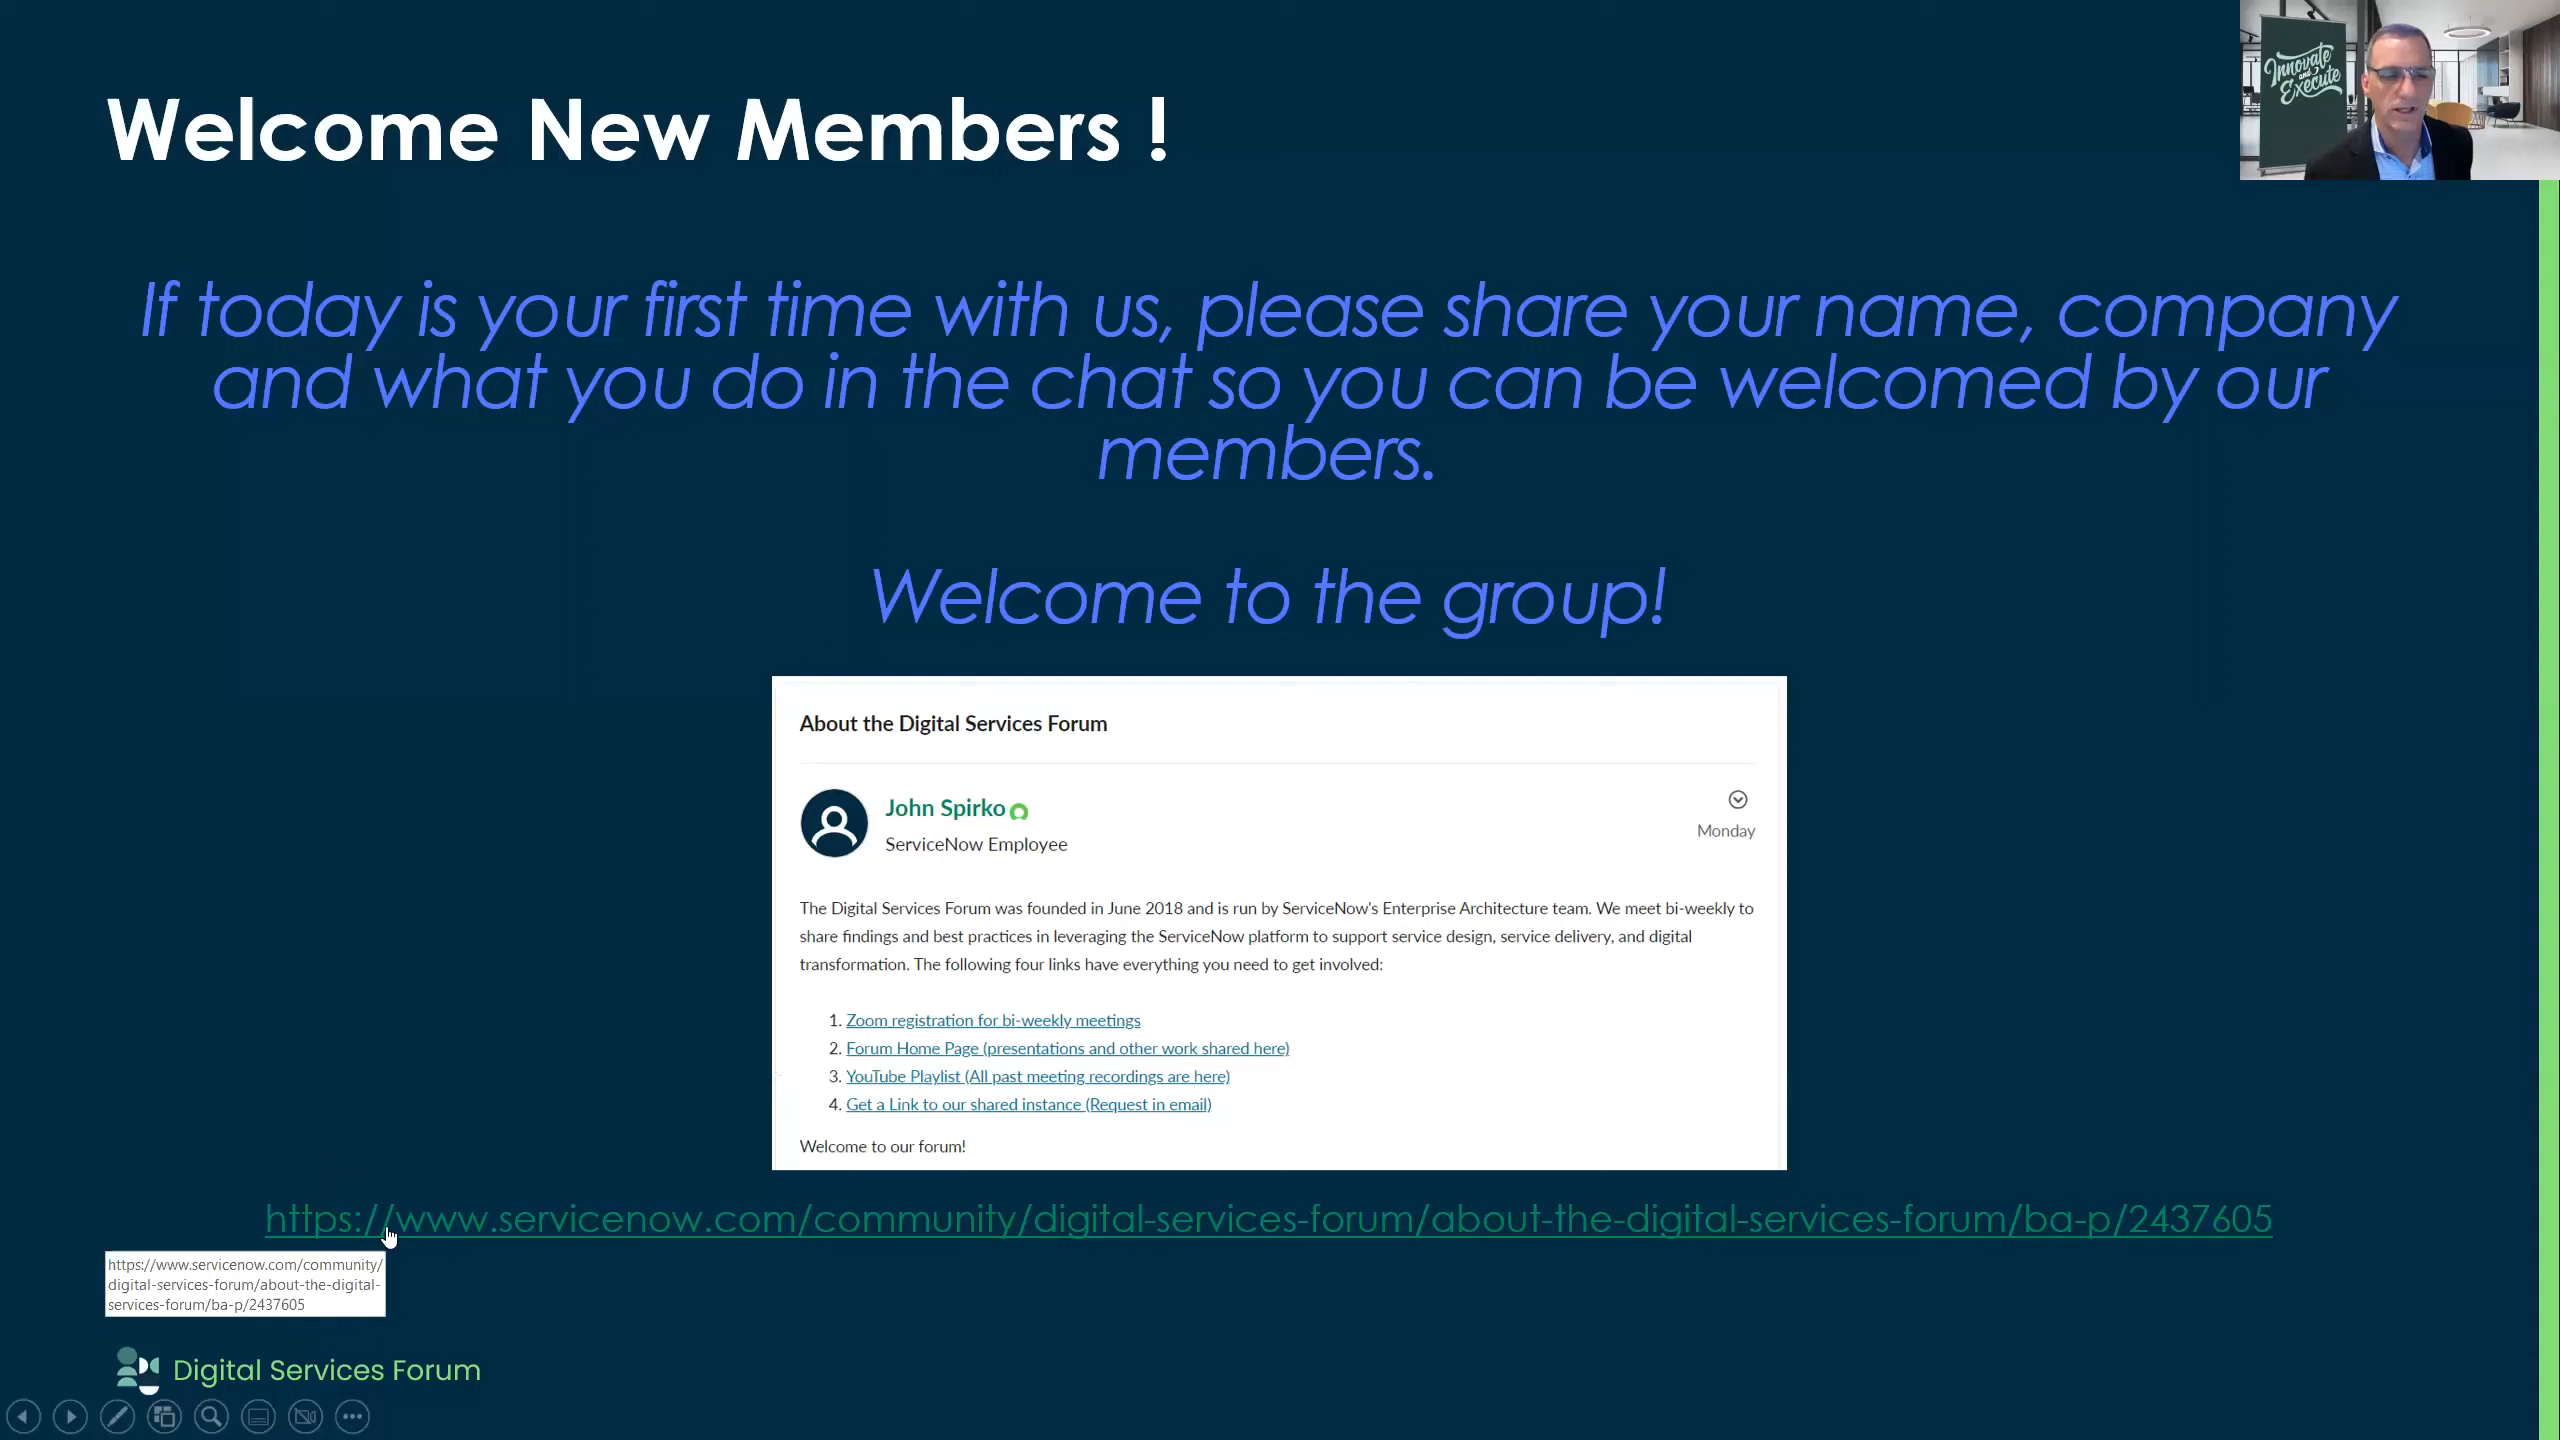 Welcome New Members !
Innovate
and
Execute
If today is your first time with us, please share your name, company
and what you do in the chat so you can be welcomed by our
members.
Welcome to the group!
About the Digital Services Forum
John Spirko
ServiceNow Employee
Monday
The Digital Services Forum was founded in June 2018 and is run by ServiceNow's Enterprise Architecture team. We meet bi-weekly to
share findings and best practices in leveraging the ServiceNow platform to support service design, service delivery, and digital
transformation. The following four links have everything you need to get involved:
1. Zoom registration for bi-weekly meetings
2. Forum Home Page (presentations and other work shared here)
3. YouTube Playlist (All past meeting recordings are here)
4. Get a Link to our shared instance (Request in email)
Welcome to our forum!
https://www.servicenow.com/community/digital-services-forum/about-the-digital-services-forum/ba-p/2437605
https://www.servicenow.com/community/
digital-services-forum/about-the-digital-
services-forum/ba-p/2437605
Digital Services Forum